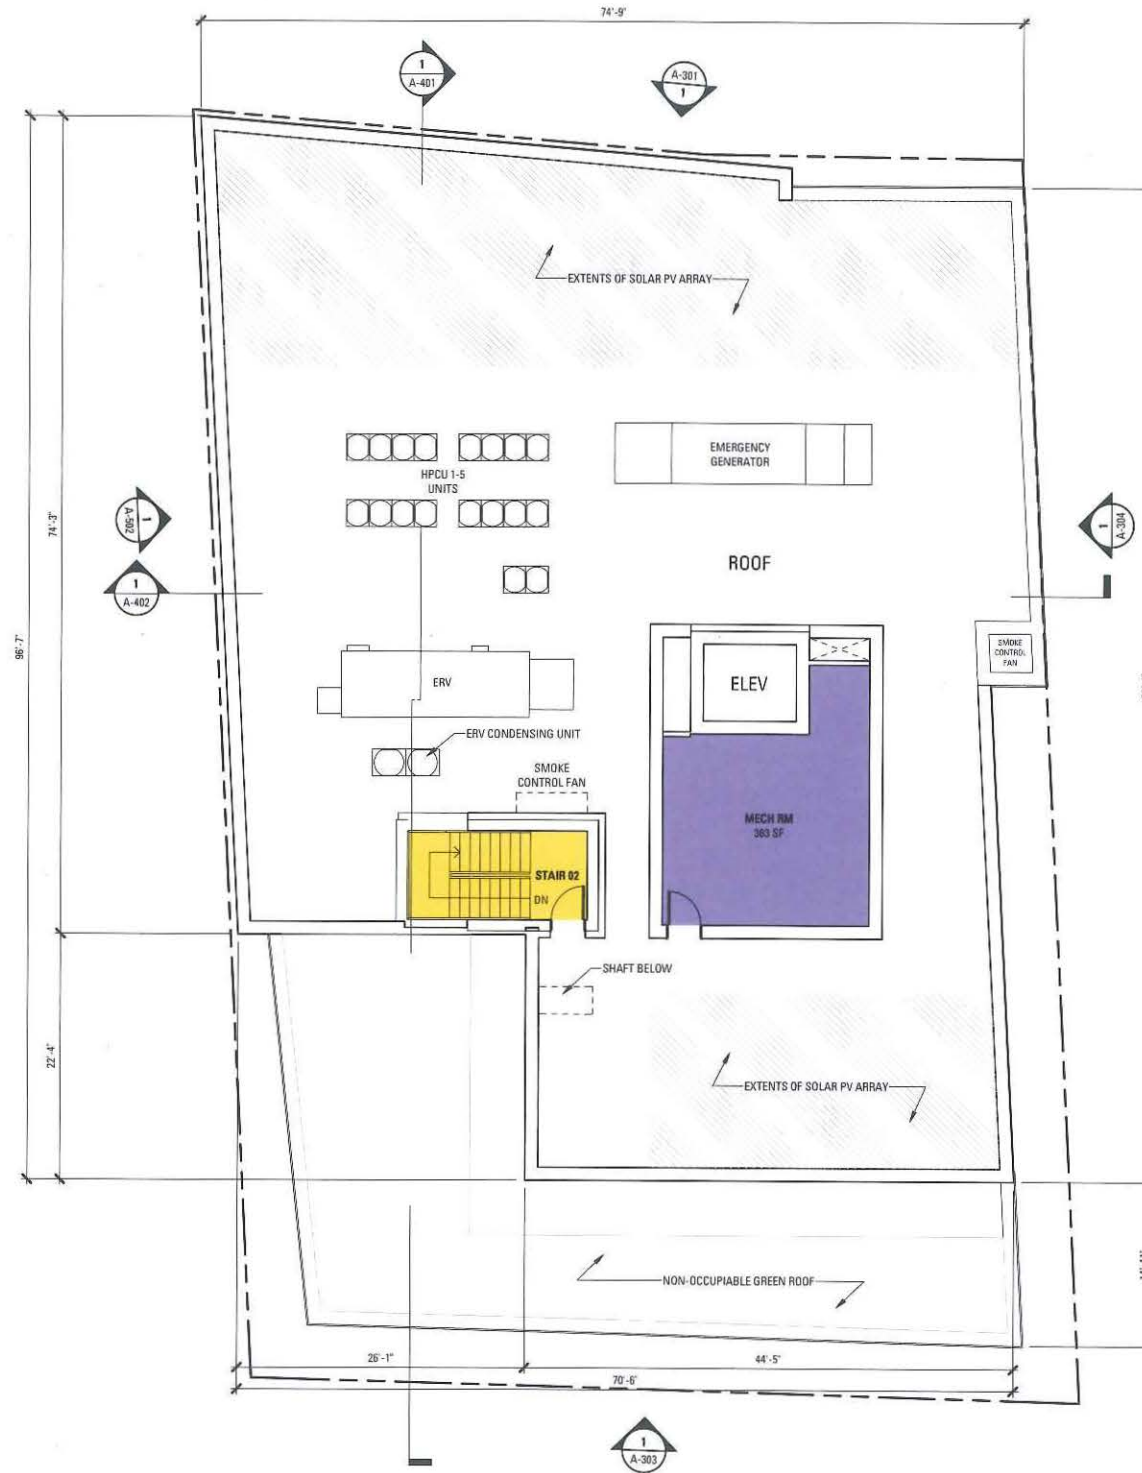 74'-9"
1
A-401
A-301
1
EXTENTS OF SOLAR PV ARRAY
HPCU 1-5
UNITS
EMERGENCY
GENERATOR
74'-3"
1
A-502
1
A-304
ROOF
1
A-402
96'-7"
SMOKE
CONTROL
FAN
ELEV
ERV
ERV CONDENSING UNIT
SMOKE
CONTROL FAN
MECH RM
363 SF
STAIR 02
DN
SHAFT BELOW
22'-4"
EXTENTS OF SOLAR PV ARRAY
NON-OCCUPIABLE GREEN ROOF
26'-1"
44'-5"
70'-6"
1
A-303